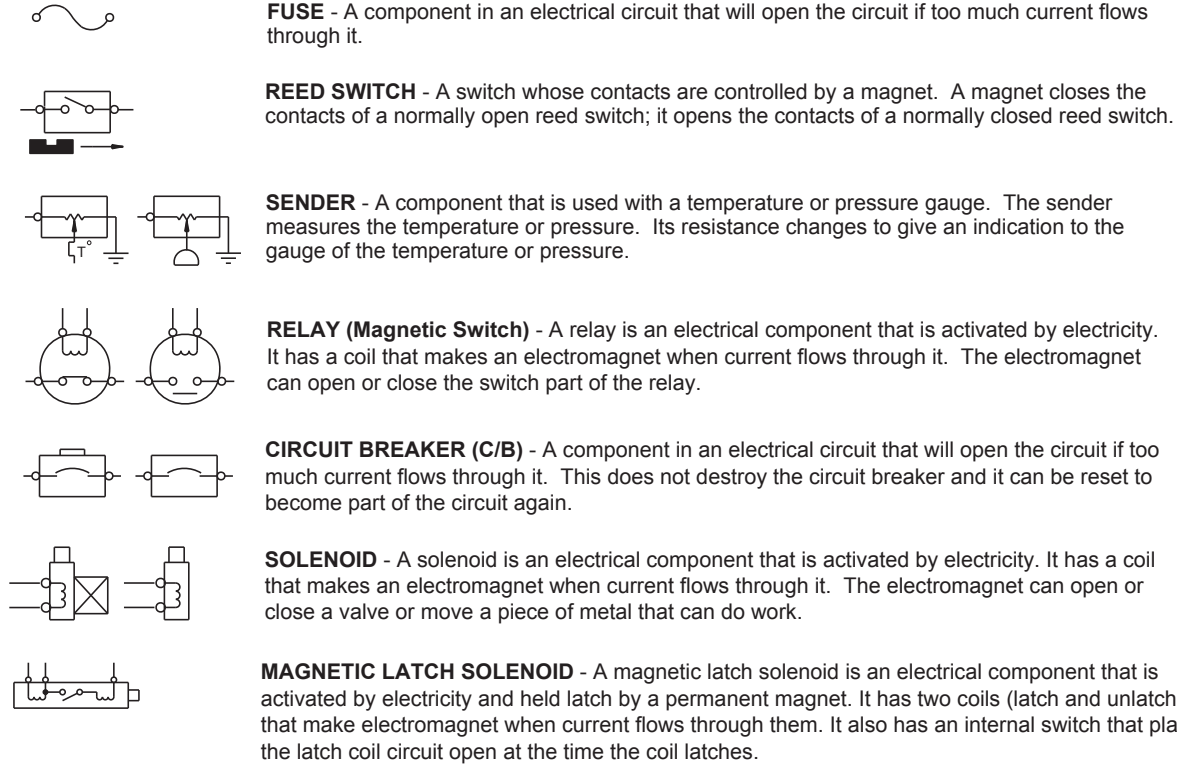 FUSE - A component in an electrical circuit that will open the circuit if too much current flows
through it.
REED SWITCH - A switch whose contacts are controlled by a magnet. A magnet closes the
contacts of a normally open reed switch; it opens the contacts of a normally closed reed switch.
T°
SENDER - A component that is used with a temperature or pressure gauge. The sender
measures the temperature or pressure. Its resistance changes to give an indication to the
gauge of the temperature or pressure.
RELAY (Magnetic Switch) - A relay is an electrical component that is activated by electricity.
It has a coil that makes an electromagnet when current flows through it. The electromagnet
can open or close the switch part of the relay.
CIRCUIT BREAKER (C/B) - A component in an electrical circuit that will open the circuit if too
much current flows through it. This does not destroy the circuit breaker and it can be reset to
become part of the circuit again.
SOLENOID - A solenoid is an electrical component that is activated by electricity. It has a coil
that makes an electromagnet when current flows through it. The electromagnet can open or
close a valve or move a piece of metal that can do work.
MAGNETIC LATCH SOLENOID - A magnetic latch solenoid is an electrical component that is
activated by electricity and held latch by a permanent magnet. It has two coils (latch and unlatch
that make electromagnet when current flows through them. It also has an internal switch that pla
the latch coil circuit open at the time the coil latches.